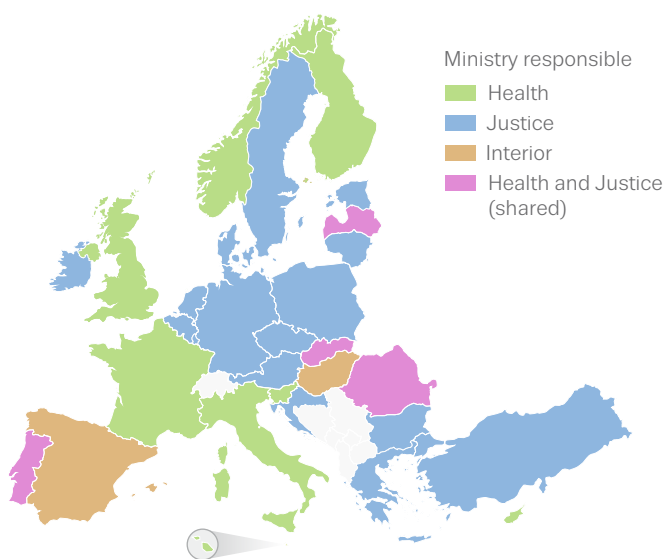 Ministry responsible
Health
Justice
Interior
Health and Justice
(shared)